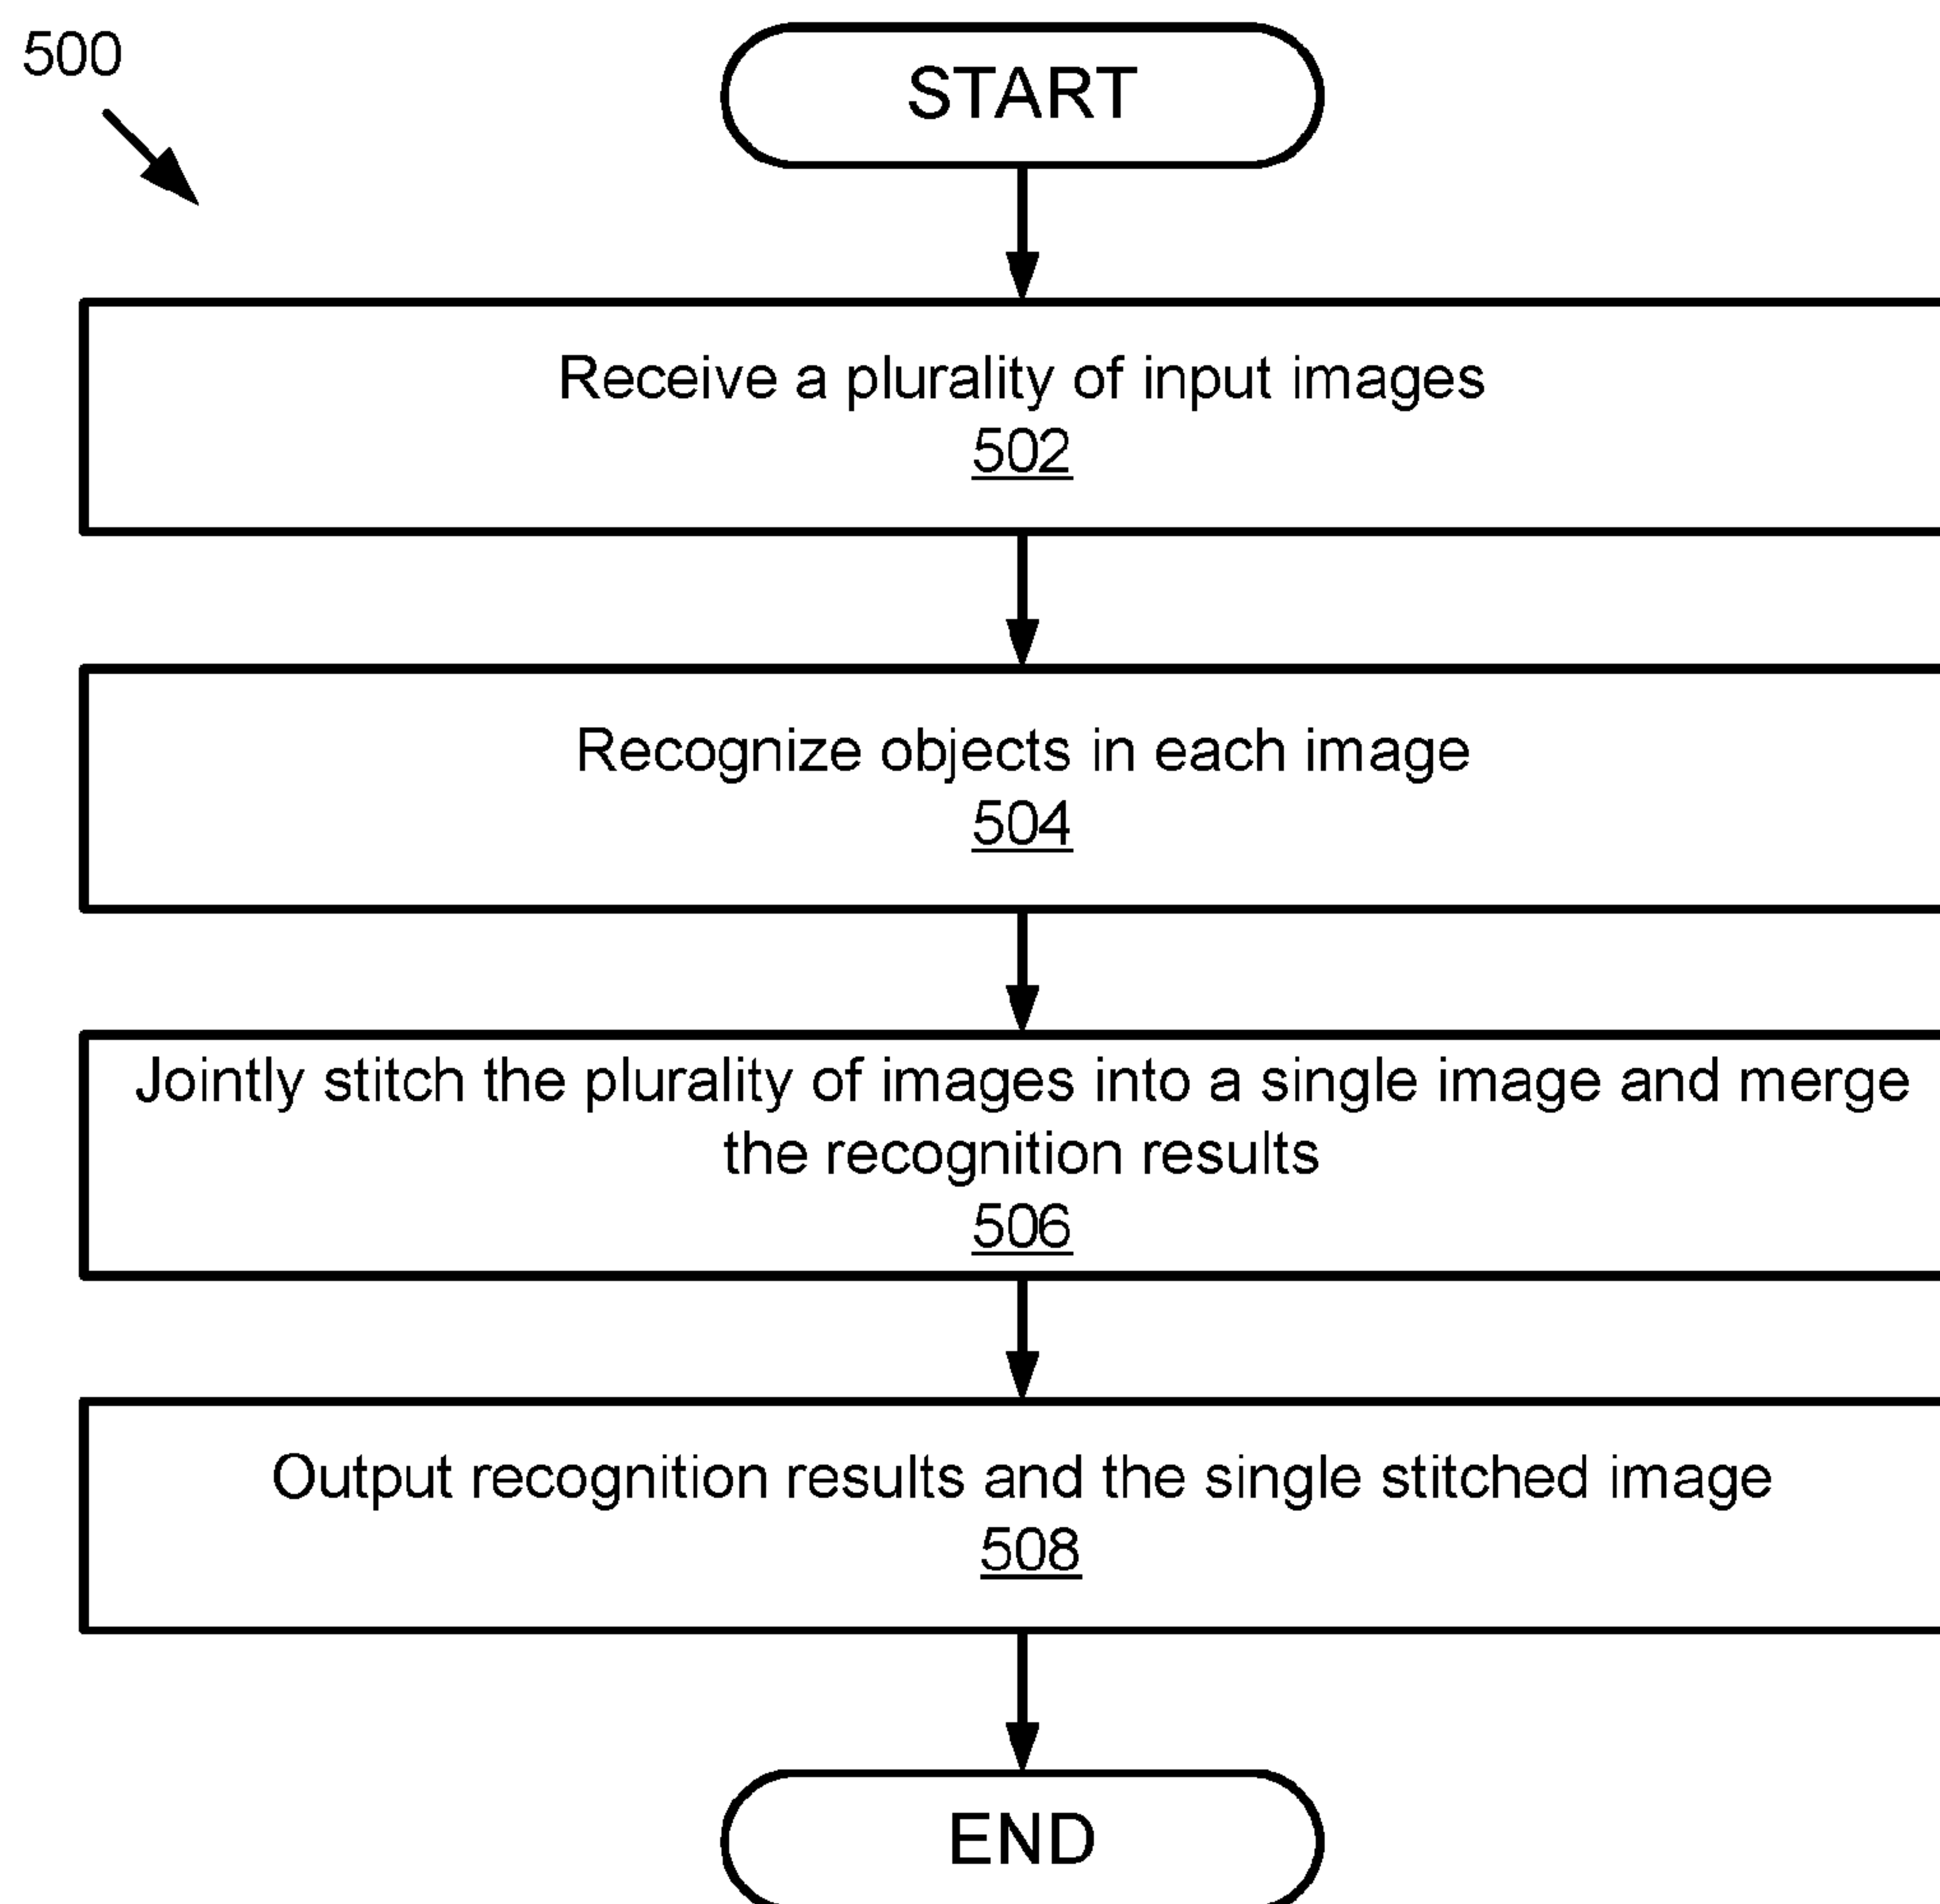 500
START
Receive a plurality of input images
502
Recognize objects in each image
504
Jointly stitch the plurality of images into a single image and merge
the recognition results
506
Output recognition results and the single stitched image
508
END